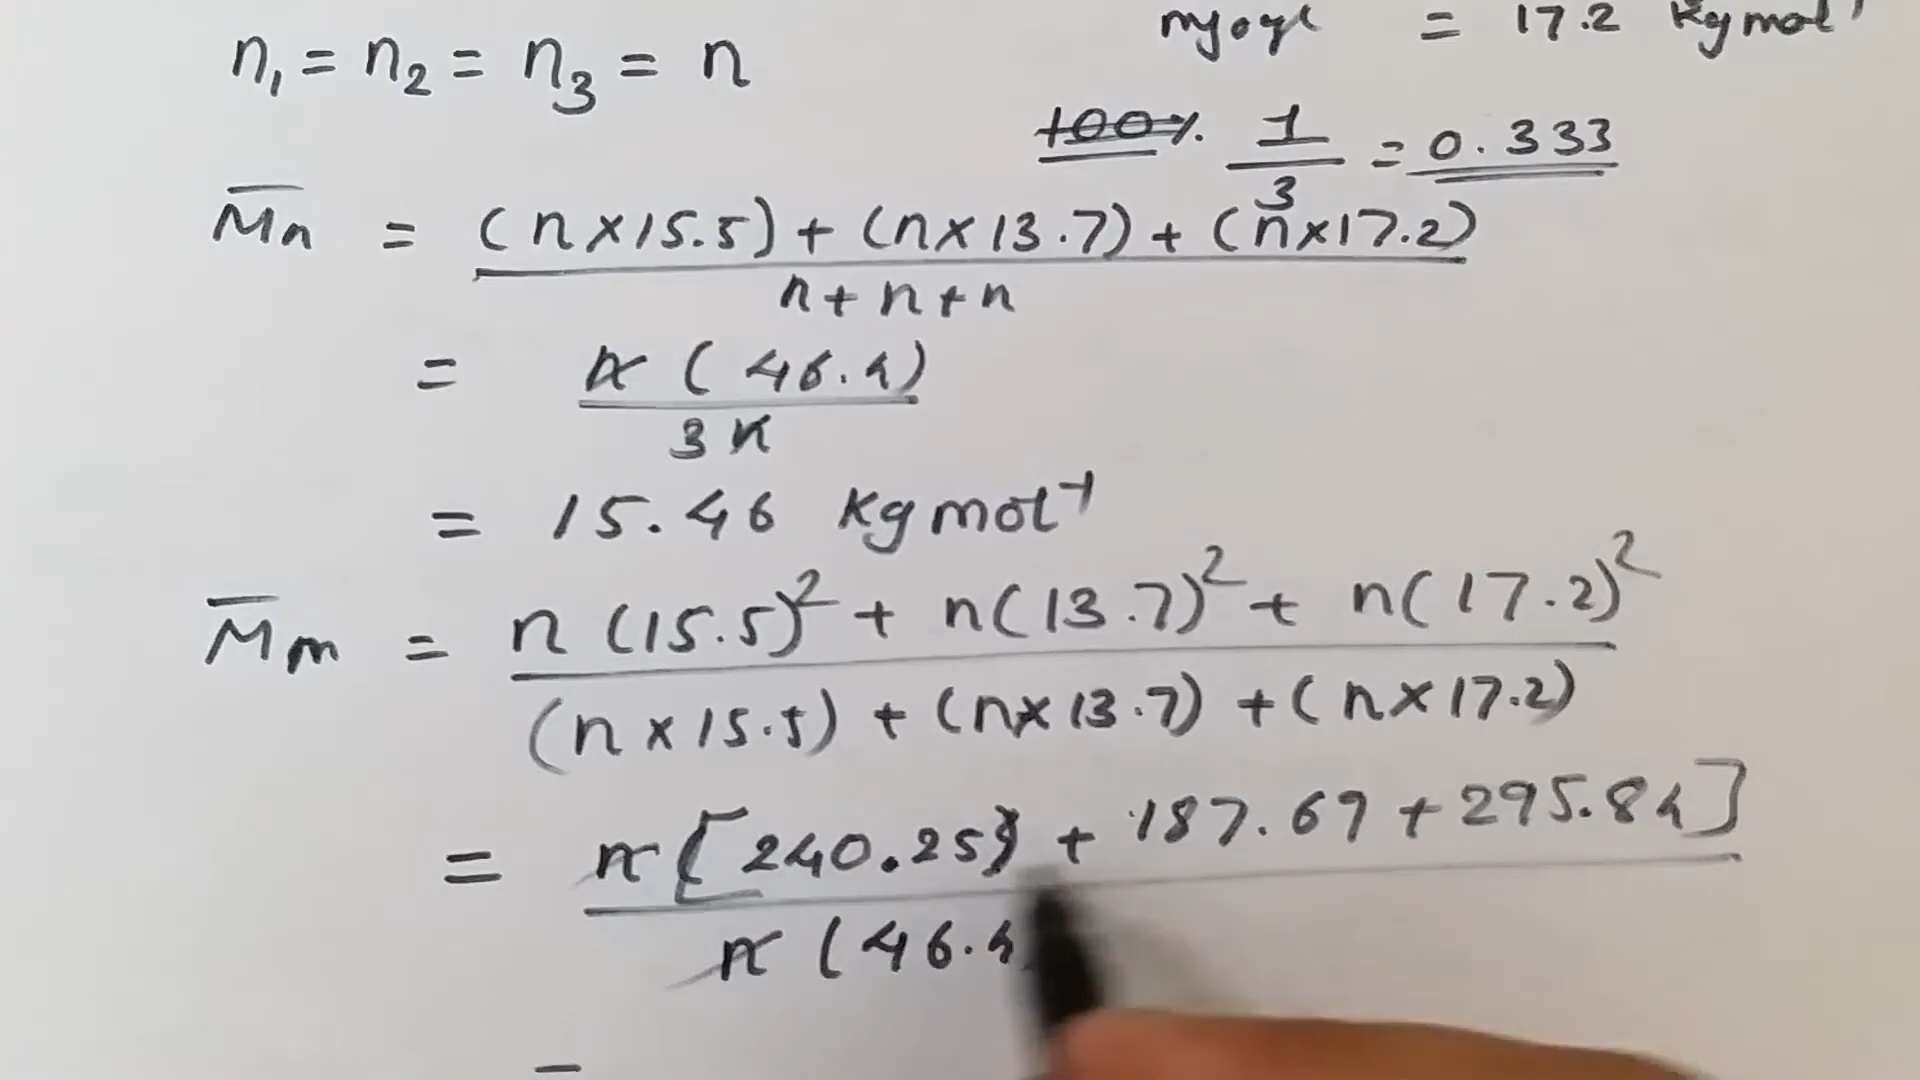 myogl = 17.2 Kg mol⁻¹
n₁ = n₂ = n₃ = n
100% 1/3 = 0.333
M̅n = (n×15.5) + (n×13.7) + (n×17.2)
n + n + n
= n (46.4)
3n
= 15.46 Kg mol⁻¹
M̅m = n(15.5)² + n(13.7)² + n(17.2)²
(n×15.5) + (n×13.7) + (n×17.2)
= n[240.25) + 187.69 + 295.84]
n (46.4
=